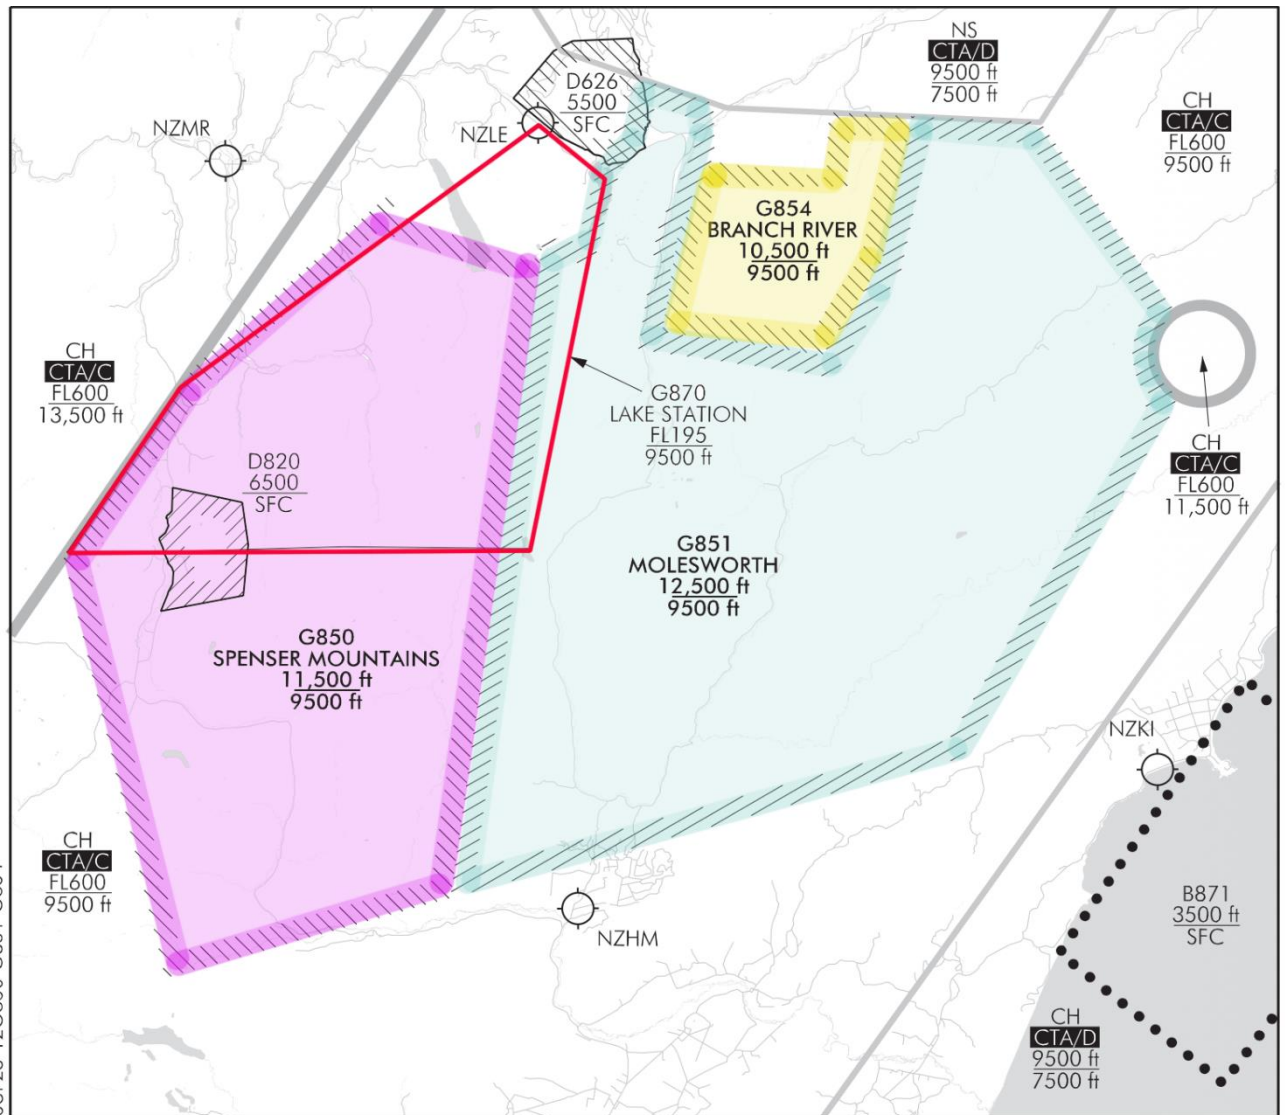 NS
CTA/D
9500 ft
7500 ft
D626
5500
SFC
NZMR
NZLE
CH
CTA/C
FL600
9500 ft
G854
BRANCH RIVER
10,500 ft
9500 ft
CH
CTA/C
FL600
13,500 ft
G870
LAKE STATION
FL195
9500 ft
CH
CTA/C
FL600
11,500 ft
D820
6500
SFC
G851
MOLESWORTH
12,500 ft
9500 ft
G850
SPENSER MOUNTAINS
11,500 ft
9500 ft
NZKI
CH
CTA/C
FL600
9500 ft
B871
3500 ft
SFC
NZHM
CH
CTA/D
9500 ft
7500 ft